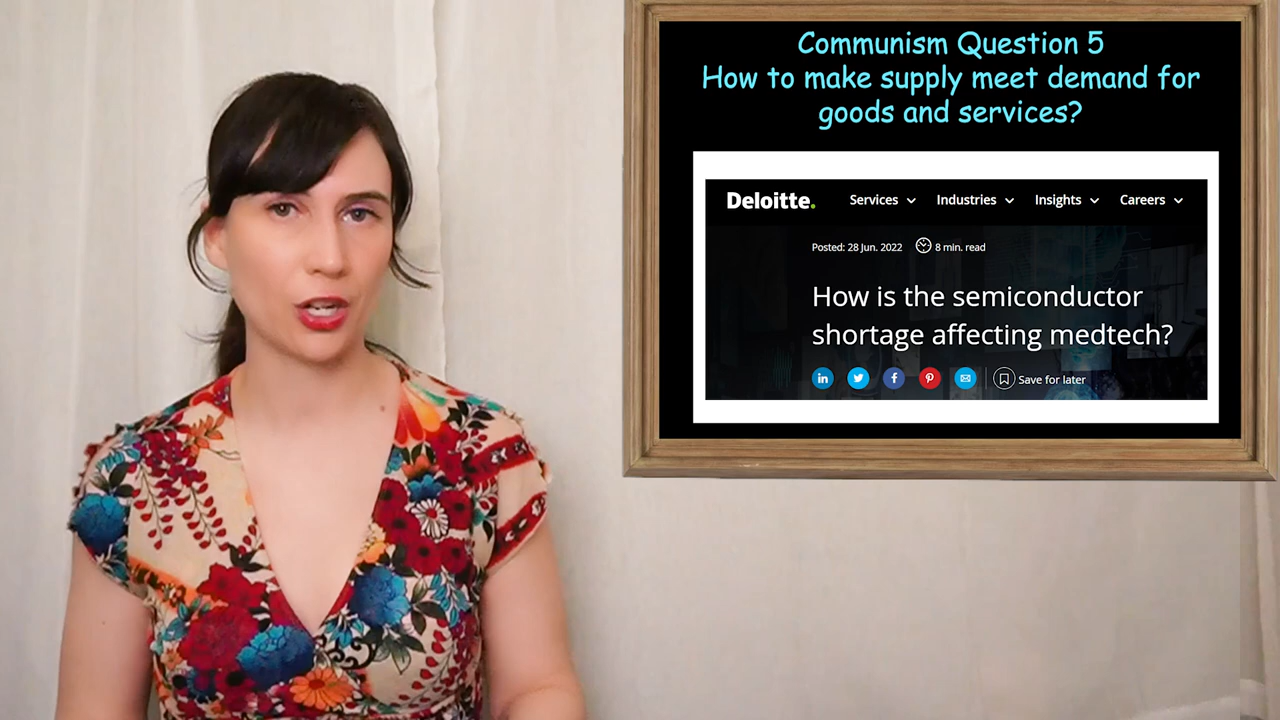 Communism Question 5
How to make supply meet demand for
goods and services?
Deloitte.
Services
Industries
Insights
Careers
Posted: 28 Jun. 2022
8 min. read
How is the semiconductor
shortage affecting medtech?
Save for later